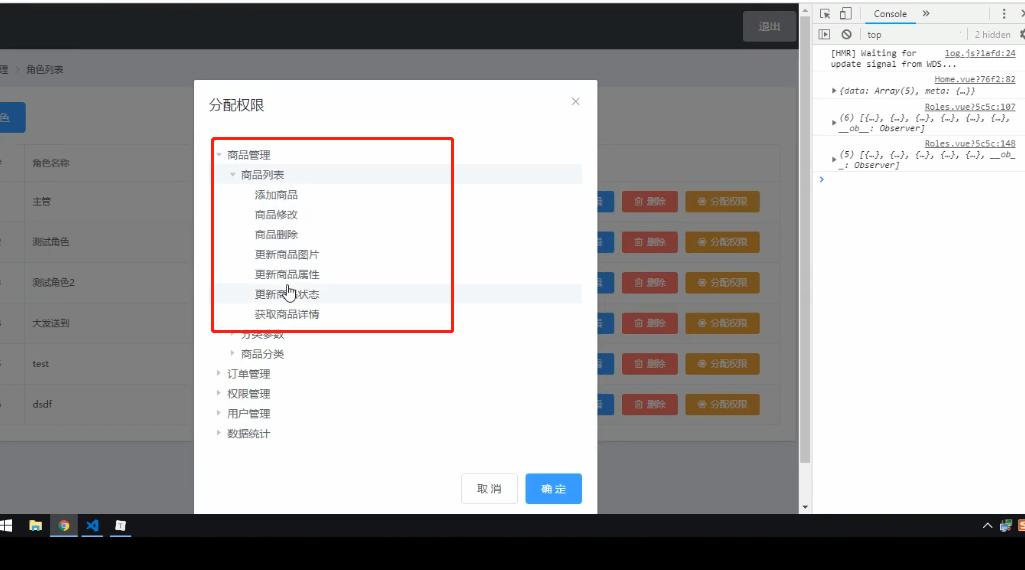 退出
Console
理 > 角色列表
top
2 hidden
[HMR] Waiting for update signal from WDS...
log.js?1afd:24
Home.vue?76f2:82
{data: Array(5), meta: {…}}
Roles.vue?5c5c:107
(6) [{…}, {…}, {…}, {…}, {…}, {…},
__ob__: Observer]
Roles.vue?5c5c:148
(5) [{…}, {…}, {…}, {…}, {…}, __ob_
_: Observer]
分配权限
色
角色名称
商品管理
商品列表
添加商品
商品修改
商品删除
更新商品图片
更新商品属性
更新商品状态
获取商品详情
分类参数
商品分类
订单管理
权限管理
用户管理
数据统计
取 消
确 定
主管
删除
分配权限
测试角色
删除
分配权限
测试角色2
删除
分配权限
大发送到
删除
分配权限
test
删除
分配权限
dsdf
删除
分配权限